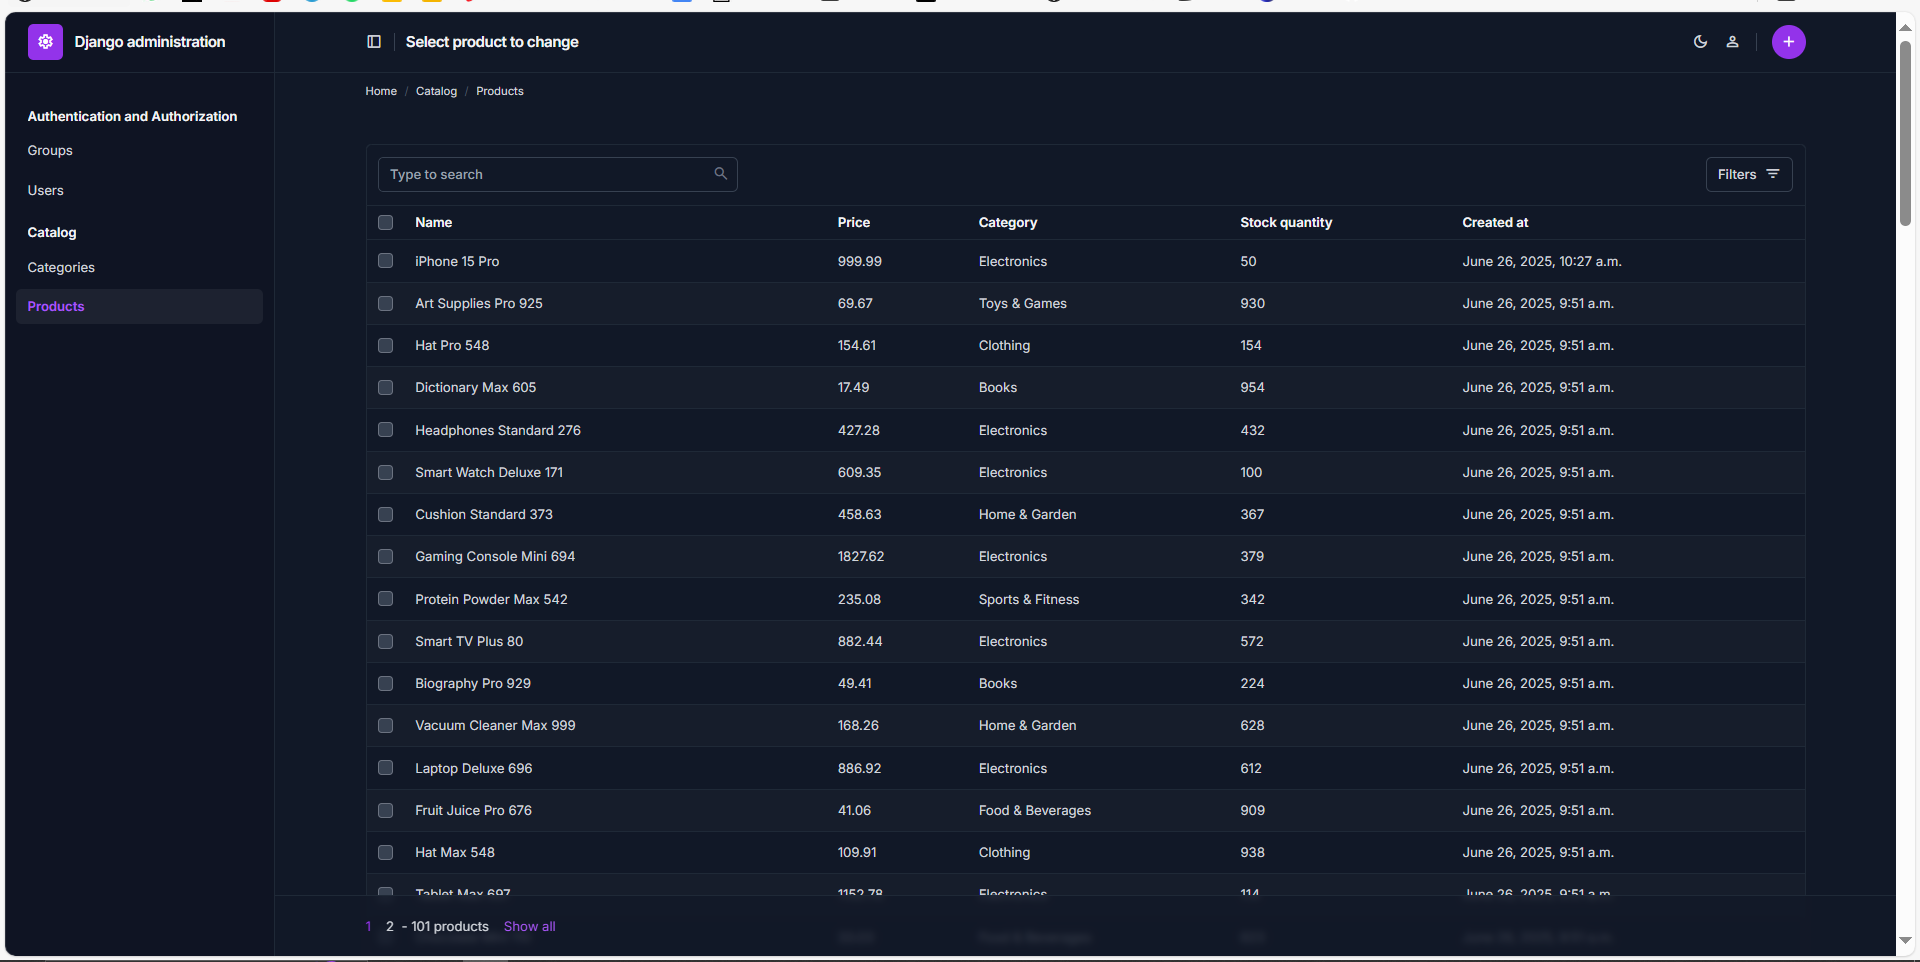 Django administration
Select product to change
Home / Catalog / Products
Authentication and Authorization
Groups
Users
Catalog
Categories
Products
Type to search
Filters
Name Price Category Stock quantity Created at
iPhone 15 Pro 999.99 Electronics 50 June 26, 2025, 10:27 a.m.
Art Supplies Pro 925 69.67 Toys & Games 930 June 26, 2025, 9:51 a.m.
Hat Pro 548 154.61 Clothing 154 June 26, 2025, 9:51 a.m.
Dictionary Max 605 17.49 Books 954 June 26, 2025, 9:51 a.m.
Headphones Standard 276 427.28 Electronics 432 June 26, 2025, 9:51 a.m.
Smart Watch Deluxe 171 609.35 Electronics 100 June 26, 2025, 9:51 a.m.
Cushion Standard 373 458.63 Home & Garden 367 June 26, 2025, 9:51 a.m.
Gaming Console Mini 694 1827.62 Electronics 379 June 26, 2025, 9:51 a.m.
Protein Powder Max 542 235.08 Sports & Fitness 342 June 26, 2025, 9:51 a.m.
Smart TV Plus 80 882.44 Electronics 572 June 26, 2025, 9:51 a.m.
Biography Pro 929 49.41 Books 224 June 26, 2025, 9:51 a.m.
Vacuum Cleaner Max 999 168.26 Home & Garden 628 June 26, 2025, 9:51 a.m.
Laptop Deluxe 696 886.92 Electronics 612 June 26, 2025, 9:51 a.m.
Fruit Juice Pro 676 41.06 Food & Beverages 909 June 26, 2025, 9:51 a.m.
Hat Max 548 109.91 Clothing 938 June 26, 2025, 9:51 a.m.
Tablet Max 697 1152.78 Electronics 114 June 26, 2025, 9:51 a.m.
1 2 - 101 products Show all